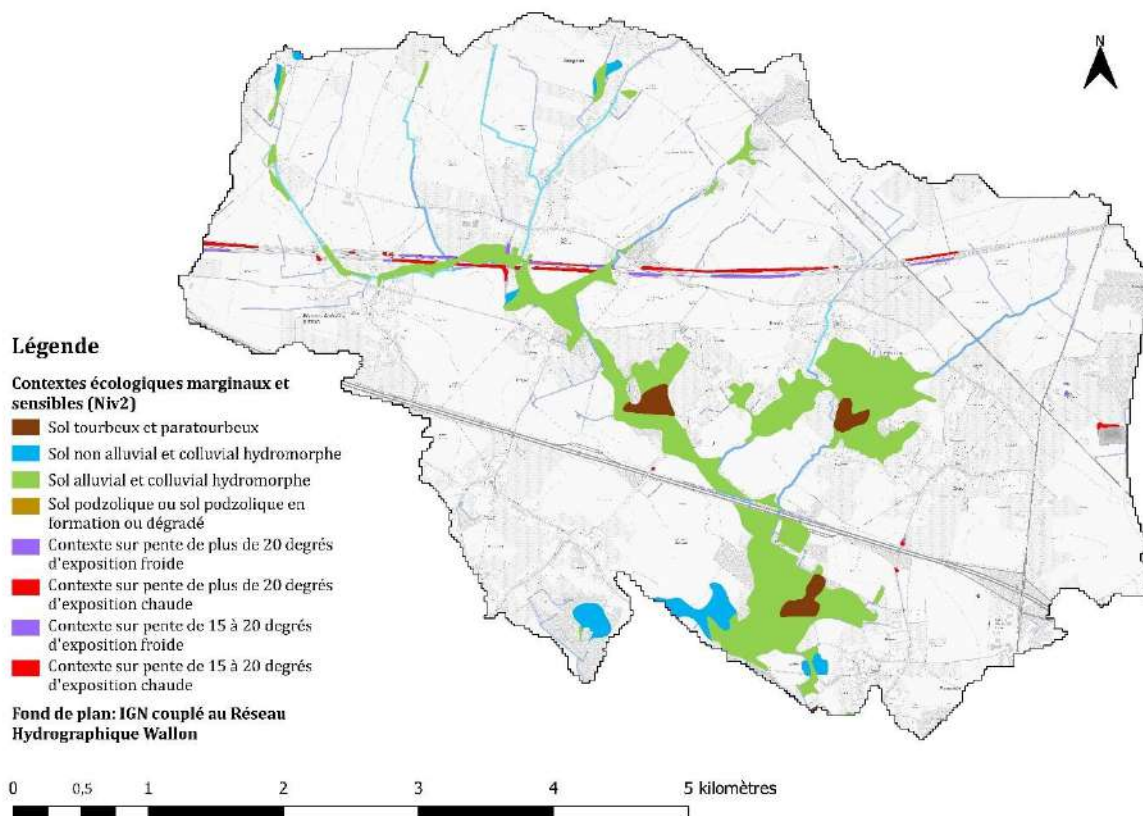 N
Légende
Contextes écologiques marginaux et
sensibles (Niv2)
Sol tourbeux et paratourbeux
Sol non alluvial et colluvial hydromorphe
Sol alluvial et colluvial hydromorphe
Sol podzolique ou sol podzolique en
formation ou dégradé
Contexte sur pente de plus de 20 degrés
d'exposition froide
Contexte sur pente de plus de 20 degrés
d'exposition chaude
Contexte sur pente de 15 à 20 degrés
d'exposition froide
Contexte sur pente de 15 à 20 degrés
d'exposition chaude
Fond de plan: IGN couplé au Réseau
Hydrographique Wallon
0 0,5 1 2 3 4 5 kilomètres